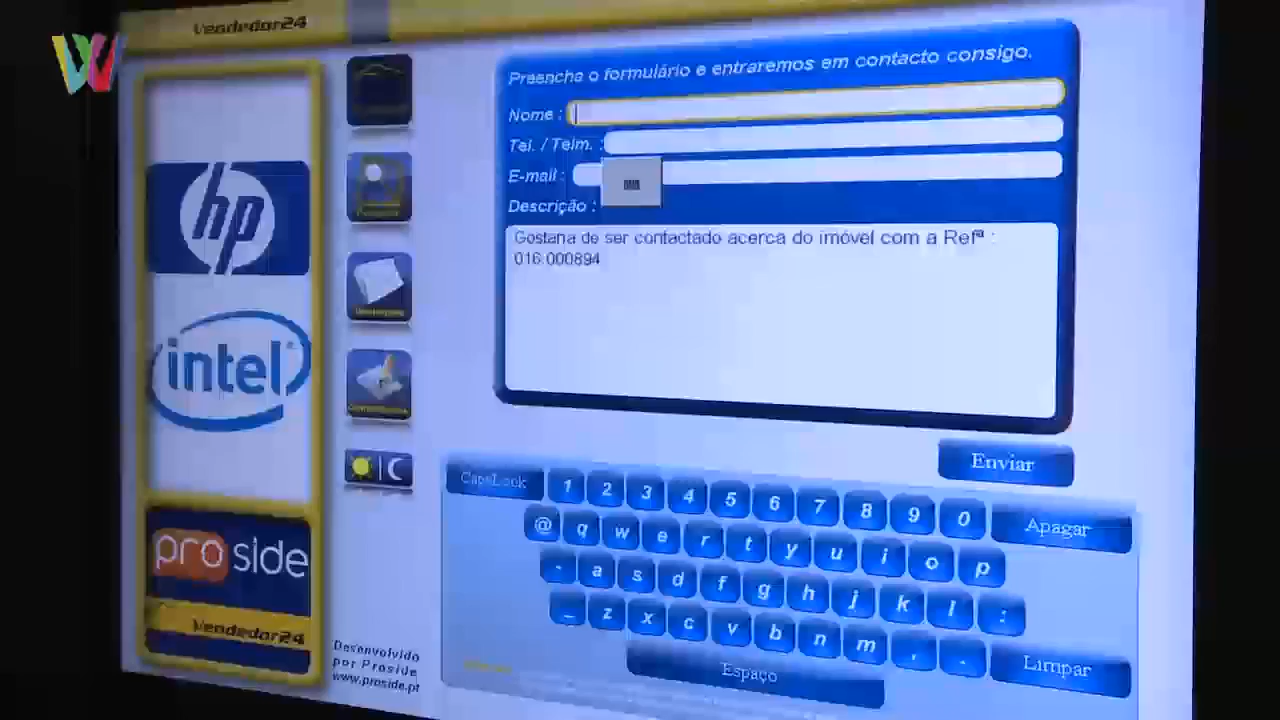 Vendedor24
Preencha o formulário e entraremos em contacto consigo.
Nome :
Tel. / Telm. :
E-mail :
Descrição :
Gostaria de ser contactado acerca do imóvel com a Refª :
016.000894
hp
intel
pro side
Vendedor24
Desenvolvido
por Proside
www.proside.pt
Enviar
CapsLock 1 2 3 4 5 6 7 8 9 0 Apagar
@ q w e r t y u i o p
- a s d f g h j k l :
_ z x c v b n m , . Limpar
Espaço